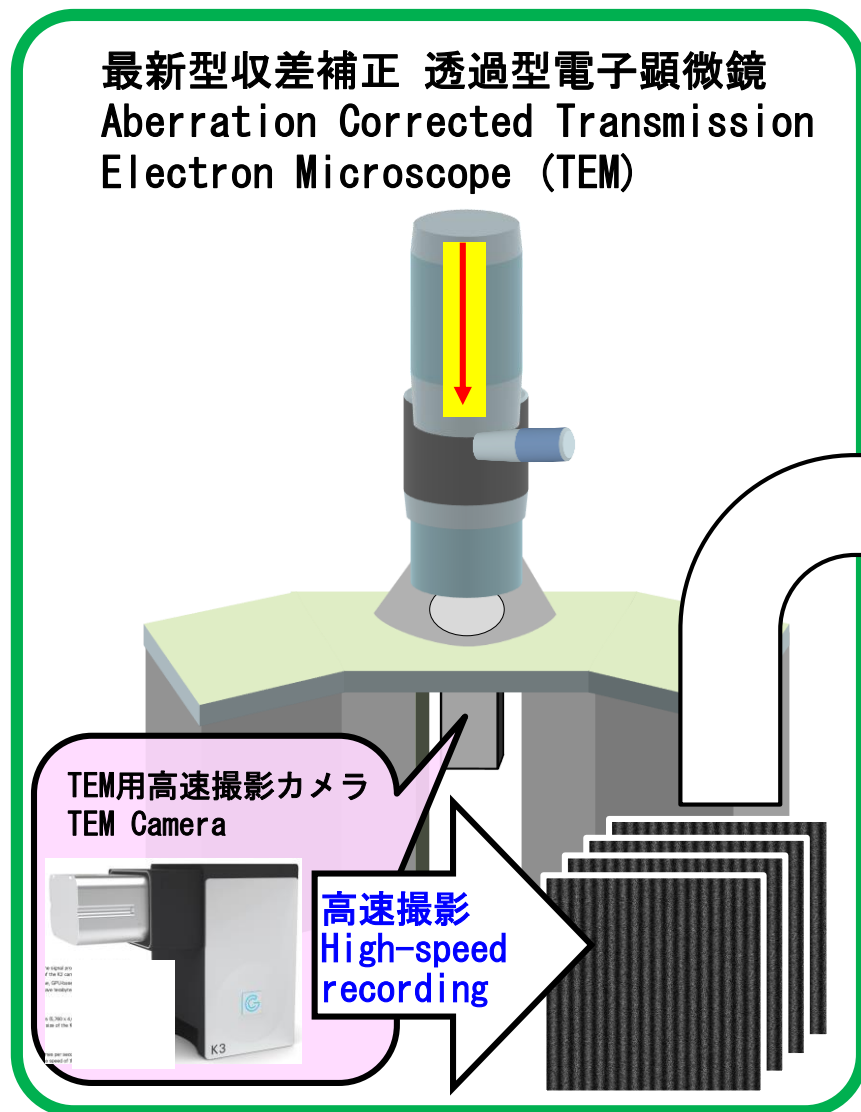 最新型収差補正 透過型電子顕微鏡
Aberration Corrected Transmission
Electron Microscope (TEM)
TEM用高速撮影カメラ
TEM Camera
高速撮影
High-speed
recording
K3